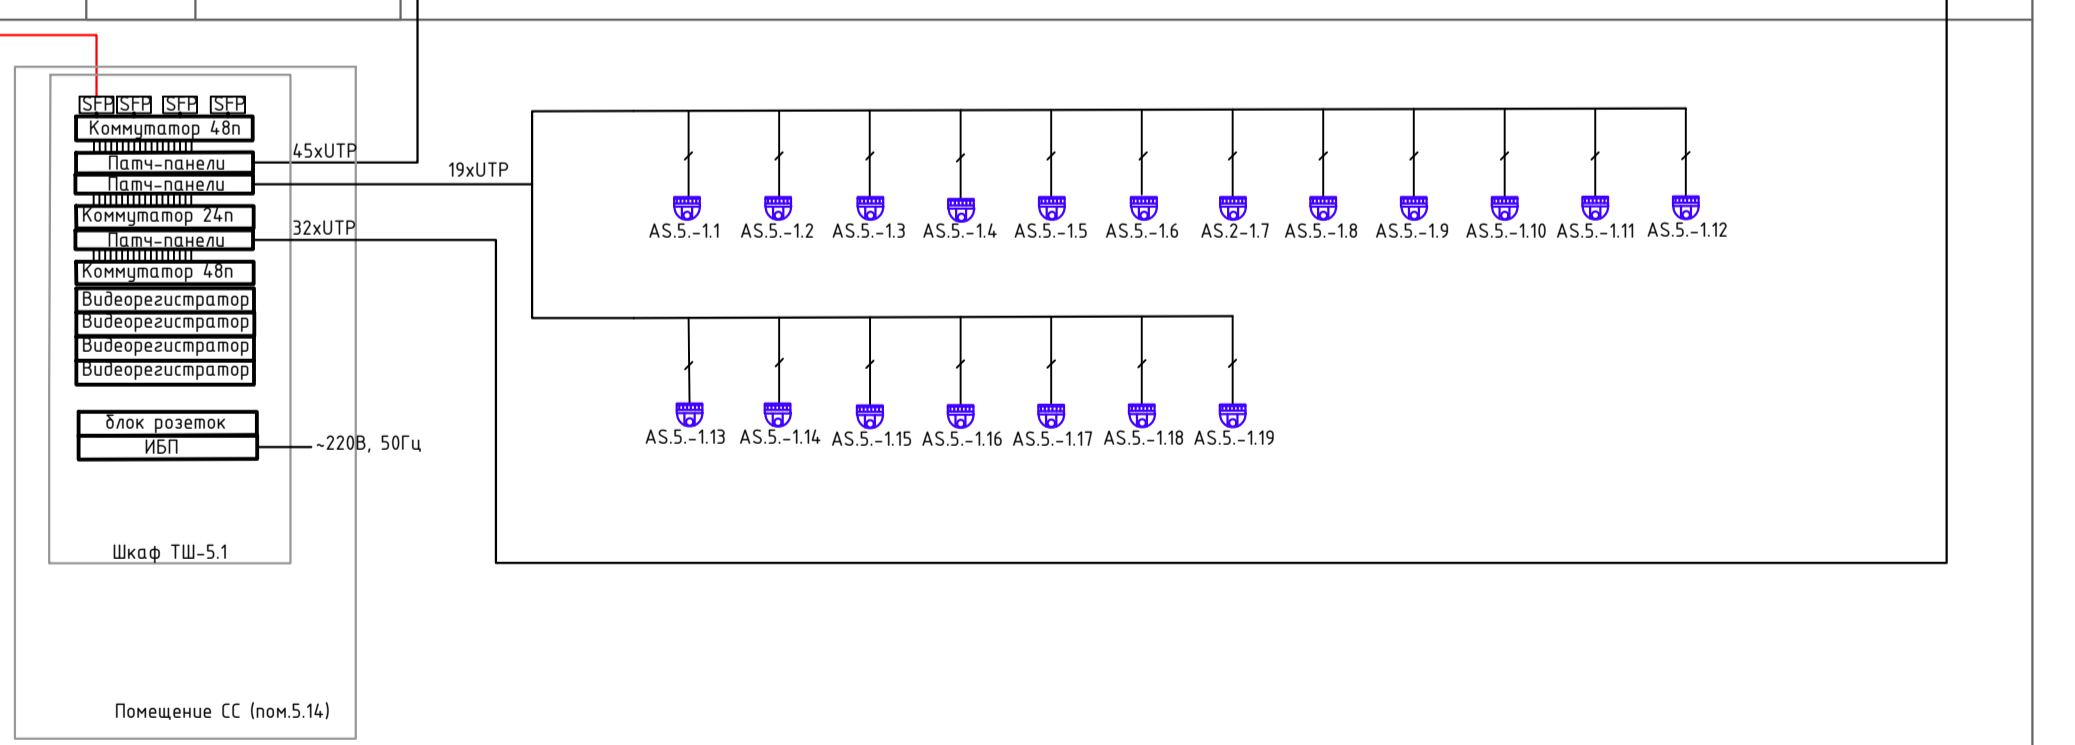 SFP SFP SFP SFP
Коммутатор 48п
Патч-панели
45xUTP
Патч-панели
19xUTP
Коммутатор 24п
Патч-панели
32xUTP
Коммутатор 48п
Видеорегистратор
Видеорегистратор
Видеорегистратор
Видеорегистратор
блок розеток
ИБП
~220В, 50Гц
Шкаф ТШ-5.1
Помещение СС (пом.5.14)
AS.5.-1.1 AS.5.-1.2 AS.5.-1.3 AS.5.-1.4 AS.5.-1.5 AS.5.-1.6 AS.2-1.7 AS.5.-1.8 AS.5.-1.9 AS.5.-1.10 AS.5.-1.11 AS.5.-1.12
AS.5.-1.13 AS.5.-1.14 AS.5.-1.15 AS.5.-1.16 AS.5.-1.17 AS.5.-1.18 AS.5.-1.19